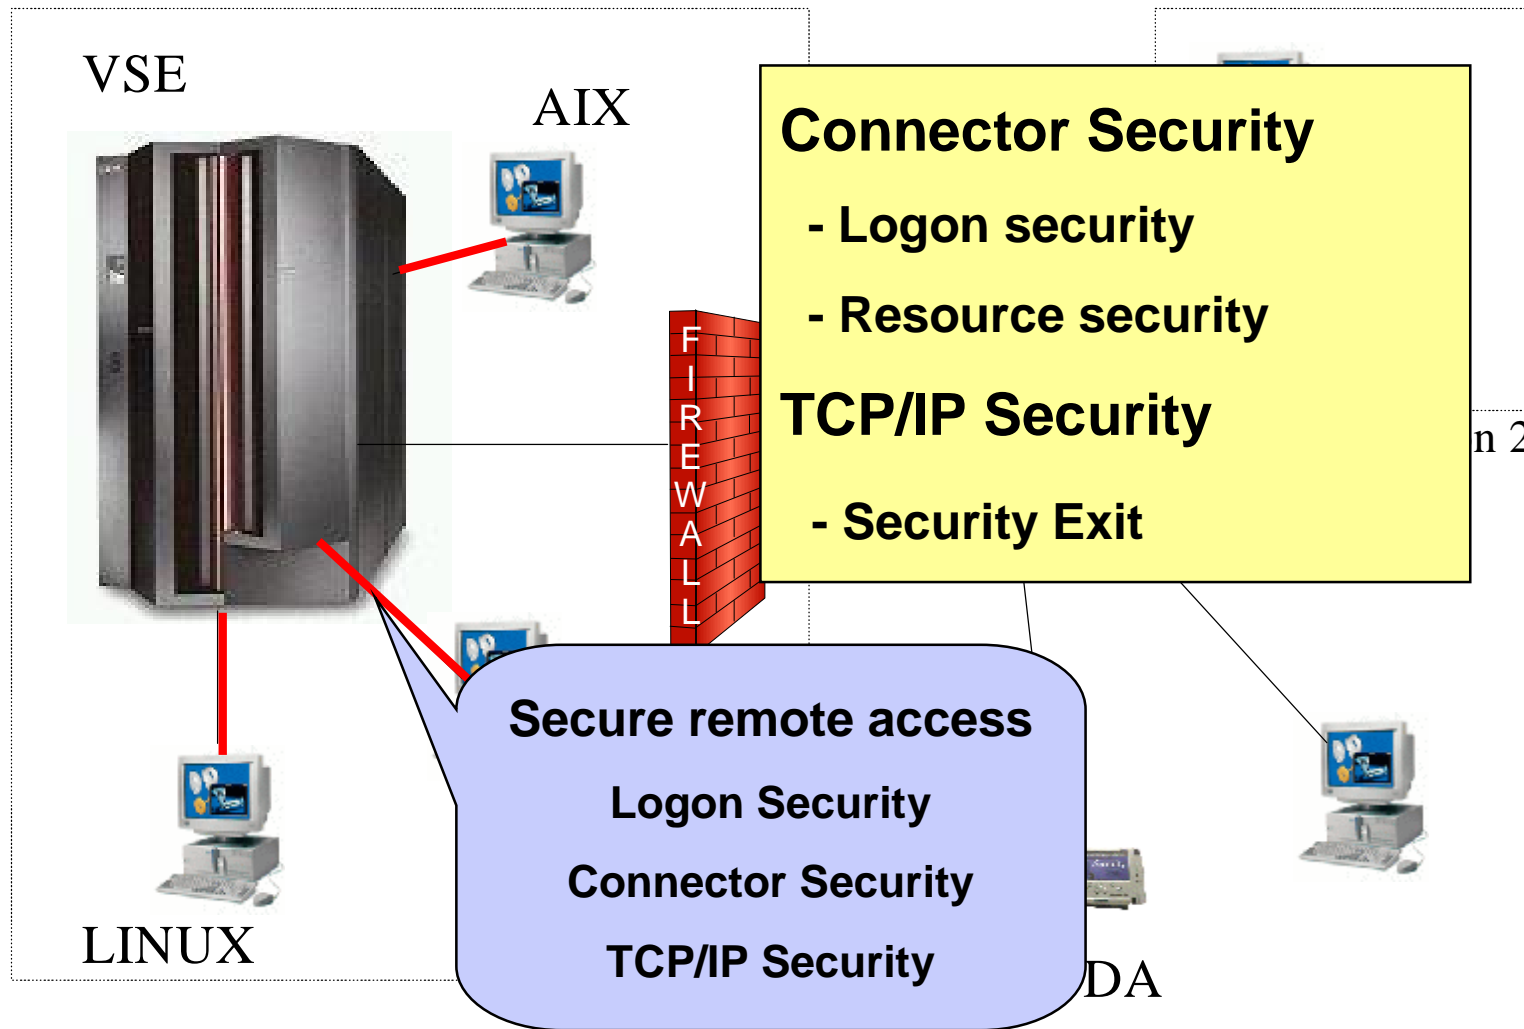 VSE
AIX
Connector Security
- Logon security
- Resource security
TCP/IP Security
- Security Exit
FIREWALL
n 2
Secure remote access
Logon Security
Connector Security
TCP/IP Security
LINUX
DA